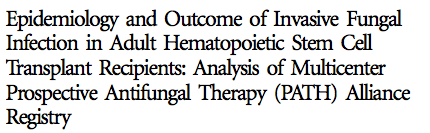 Epidemiology and Outcome of Invasive Fungal
Infection in Adult Hematopoietic Stem Cell
Transplant Recipients: Analysis of Multicenter
Prospective Antifungal Therapy (PATH) Alliance
Registry